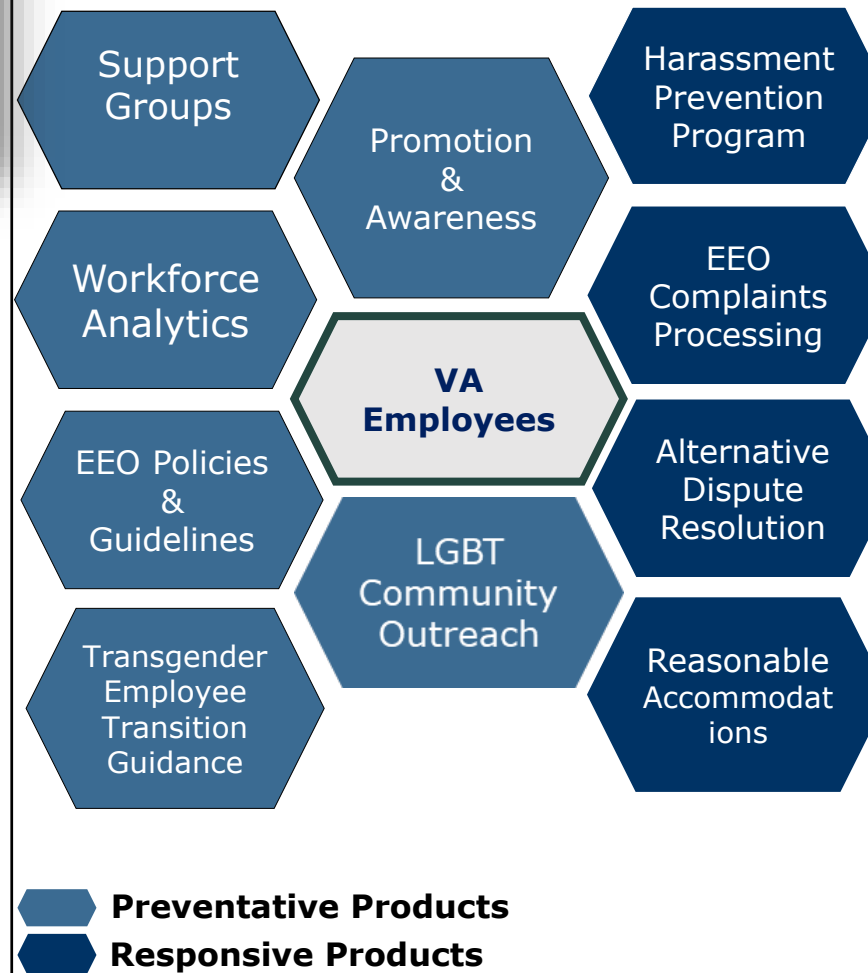 Support
Groups
Promotion
&
Awareness
Harassment
Prevention
Program
Workforce
Analytics
EEO
Complaints
Processing
VA
Employees
EEO Policies
&
Guidelines
Alternative
Dispute
Resolution
LGBT
Community
Outreach
Transgender
Employee
Transition
Guidance
Reasonable
Accommodat
ions
Preventative Products
Responsive Products